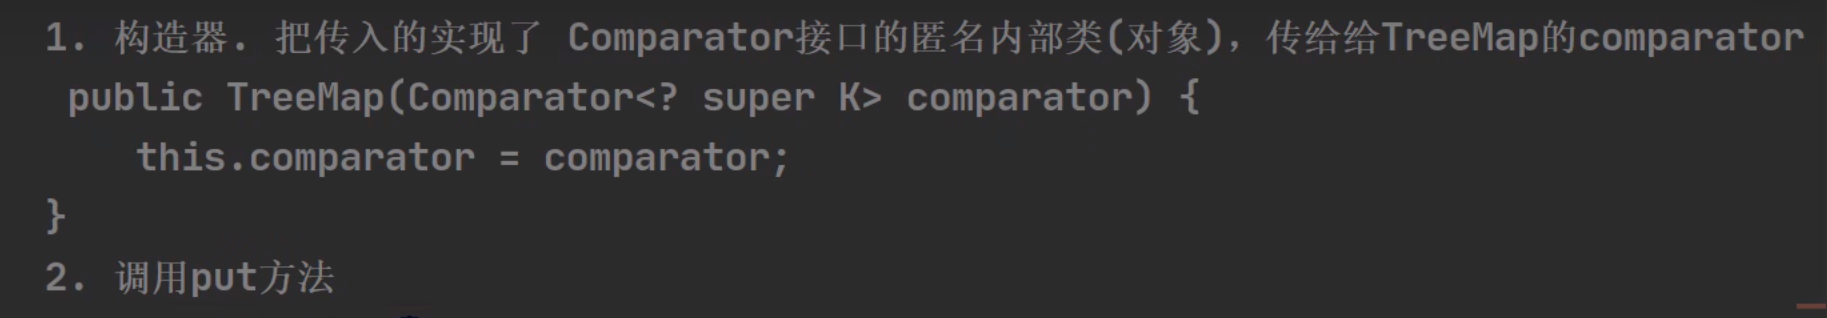 1. 构造器. 把传入的实现了 Comparator接口的匿名内部类(对象)，传给给TreeMap的comparator
public TreeMap(Comparator<? super K> comparator) {
this.comparator = comparator;
}
2. 调用put方法